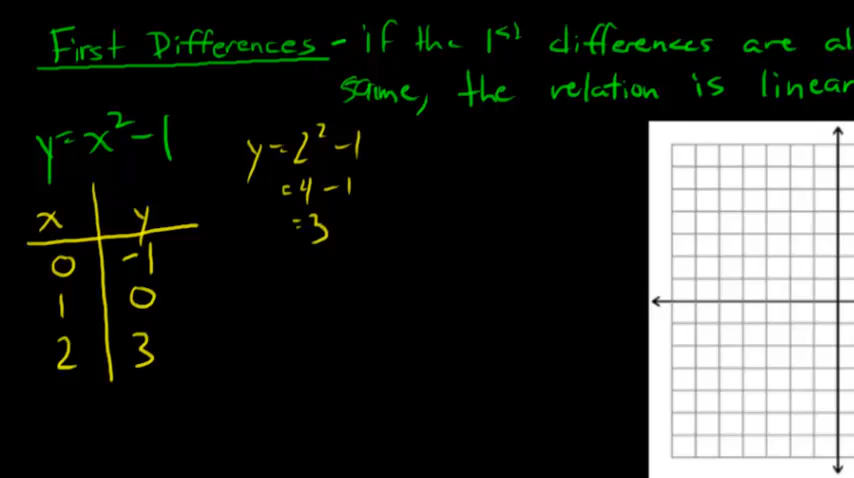 First Differences - if the 1st differences are al
same, the relation is linear
y=x²-1
y=2²-1
=4-1
=3
x y
0 -1
1 0
2 3